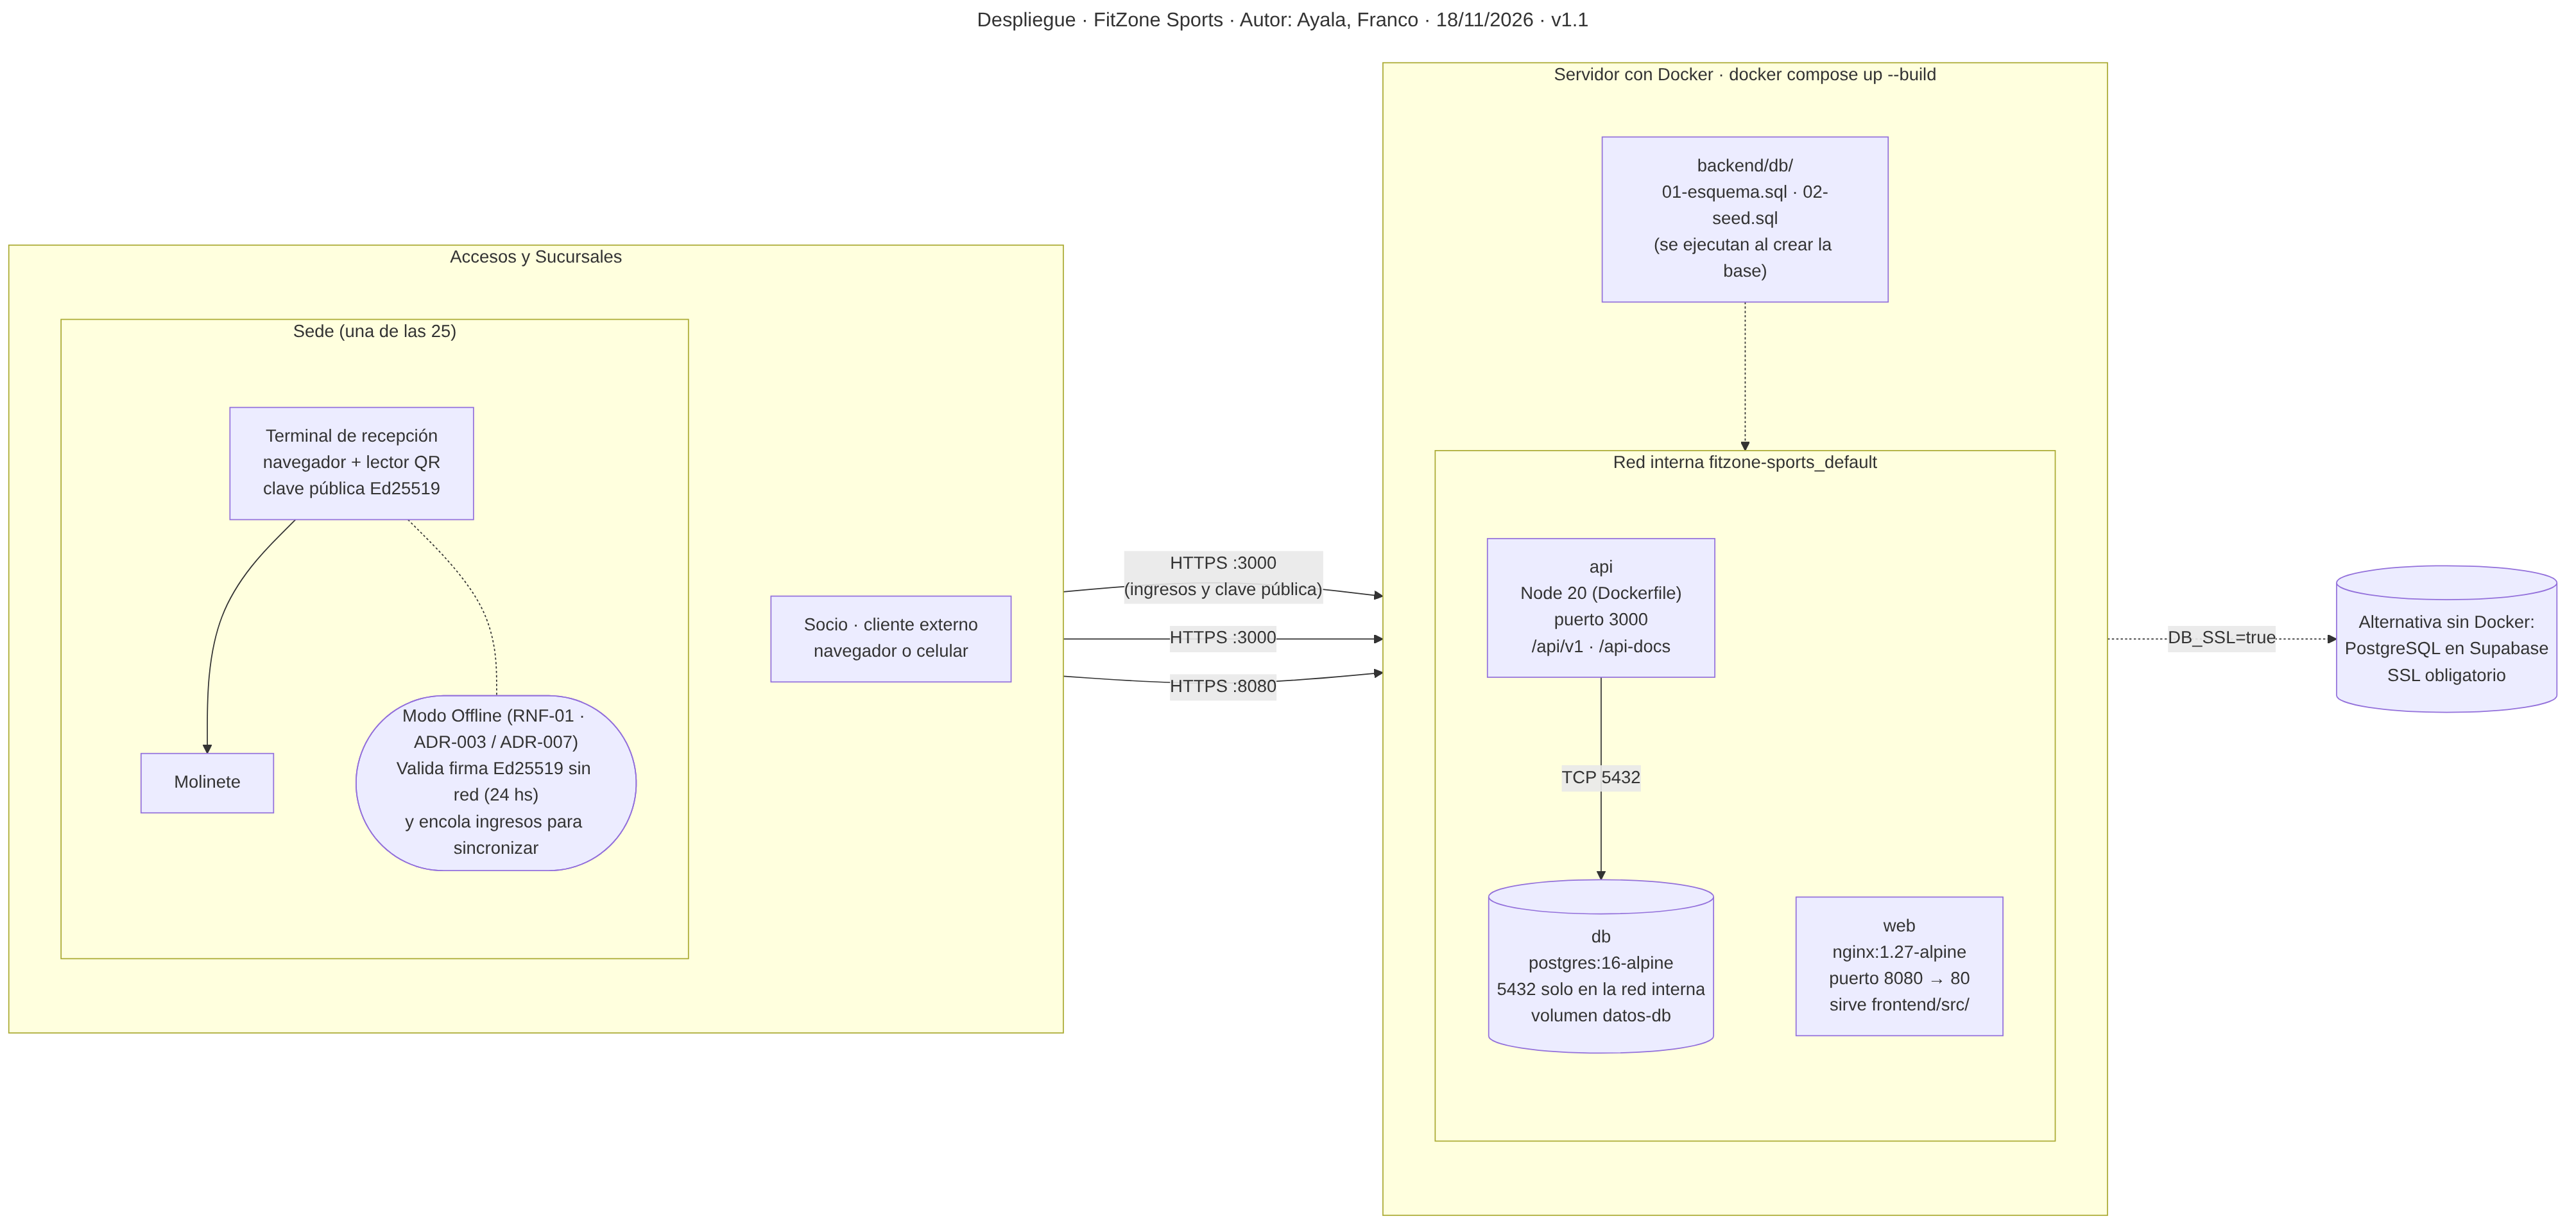 Despliegue · FitZone Sports · Autor: Ayala, Franco · 18/11/2026 · v1.1
Accesos y Sucursales
Sede (una de las 25)
Terminal de recepción
navegador + lector QR
clave pública Ed25519
Molinete
Modo Offline (RNF-01 ·
ADR-003 / ADR-007)
Valida firma Ed25519 sin
red (24 hs)
y encola ingresos para
sincronizar
Socio · cliente externo
navegador o celular
HTTPS :3000
(ingresos y clave pública)
HTTPS :3000
HTTPS :8080
Servidor con Docker · docker compose up --build
backend/db/
01-esquema.sql · 02-
seed.sql
(se ejecutan al crear la
base)
Red interna fitzone-sports_default
api
Node 20 (Dockerfile)
puerto 3000
/api/v1 · /api-docs
TCP 5432
db
postgres:16-alpine
5432 solo en la red interna
volumen datos-db
web
nginx:1.27-alpine
puerto 8080 → 80
sirve frontend/src/
DB_SSL=true
Alternativa sin Docker:
PostgreSQL en Supabase
SSL obligatorio